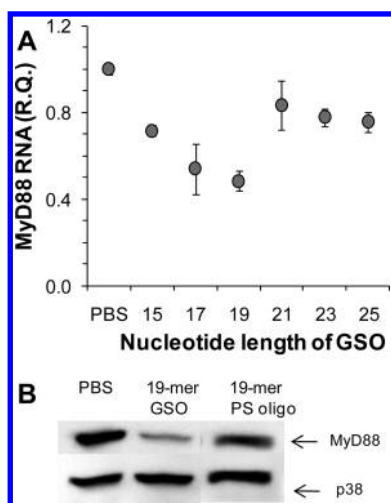 A
MyD88 RNA (R.Q.)
1.2
0.8
0.4
0.0
PBS 15 17 19 21 23 25
Nucleotide length of GSO
B
PBS 19-mer GSO 19-mer PS oligo
MyD88
p38